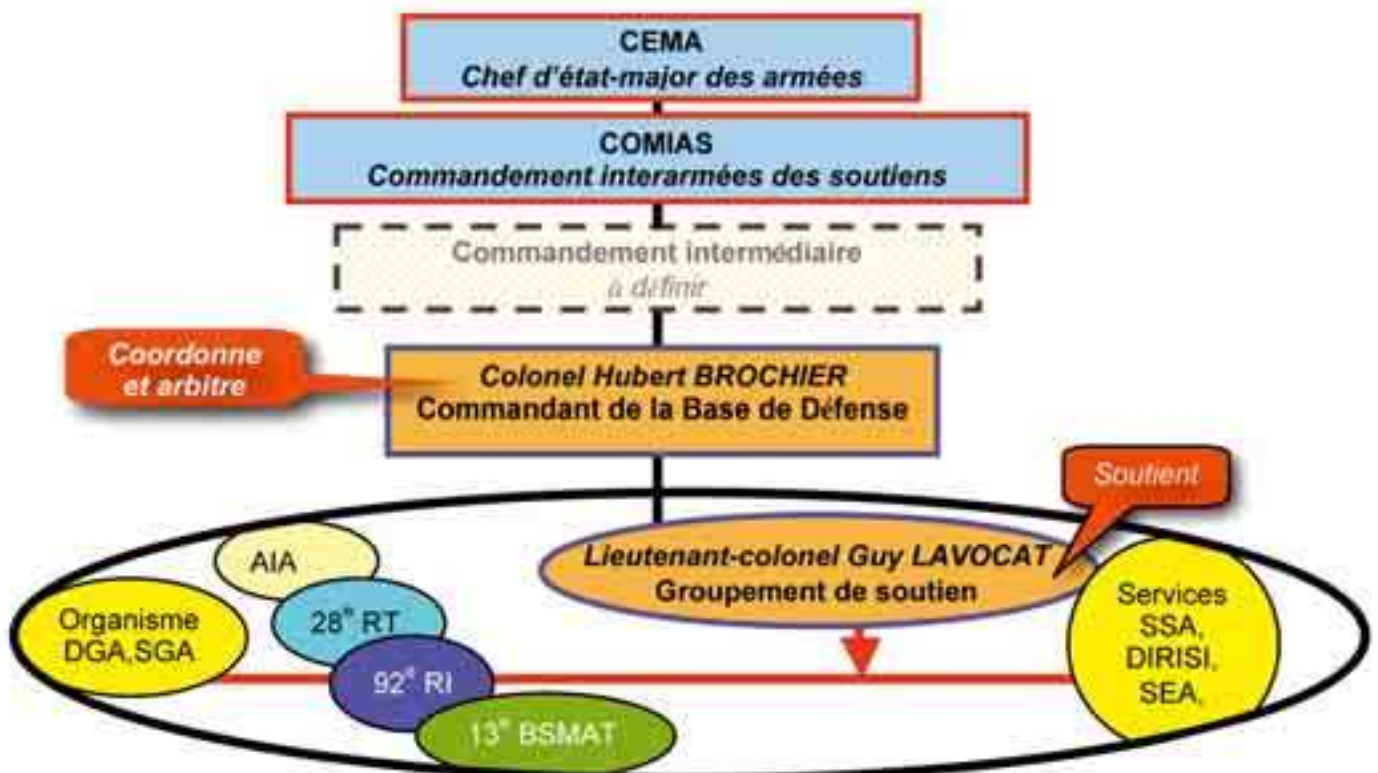 CEMA
Chef d'état-major des armées
COMIAS
Commandement interarmées des soutiens
Commandement intermédiaire
à définir
Coordonne
et arbitre
Colonel Hubert BROCHIER
Commandant de la Base de Défense
Soutient
Lieutenant-colonel Guy LAVOCAT
Groupement de soutien
AIA
Organisme
DGA,SGA
28e RT
92e RI
13e BSMAT
Services
SSA,
DIRISI,
SEA,